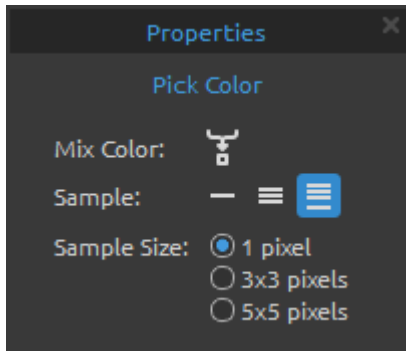 Properties
Pick Color
Mix Color:
Sample:
Sample Size: 1 pixel
3x3 pixels
5x5 pixels